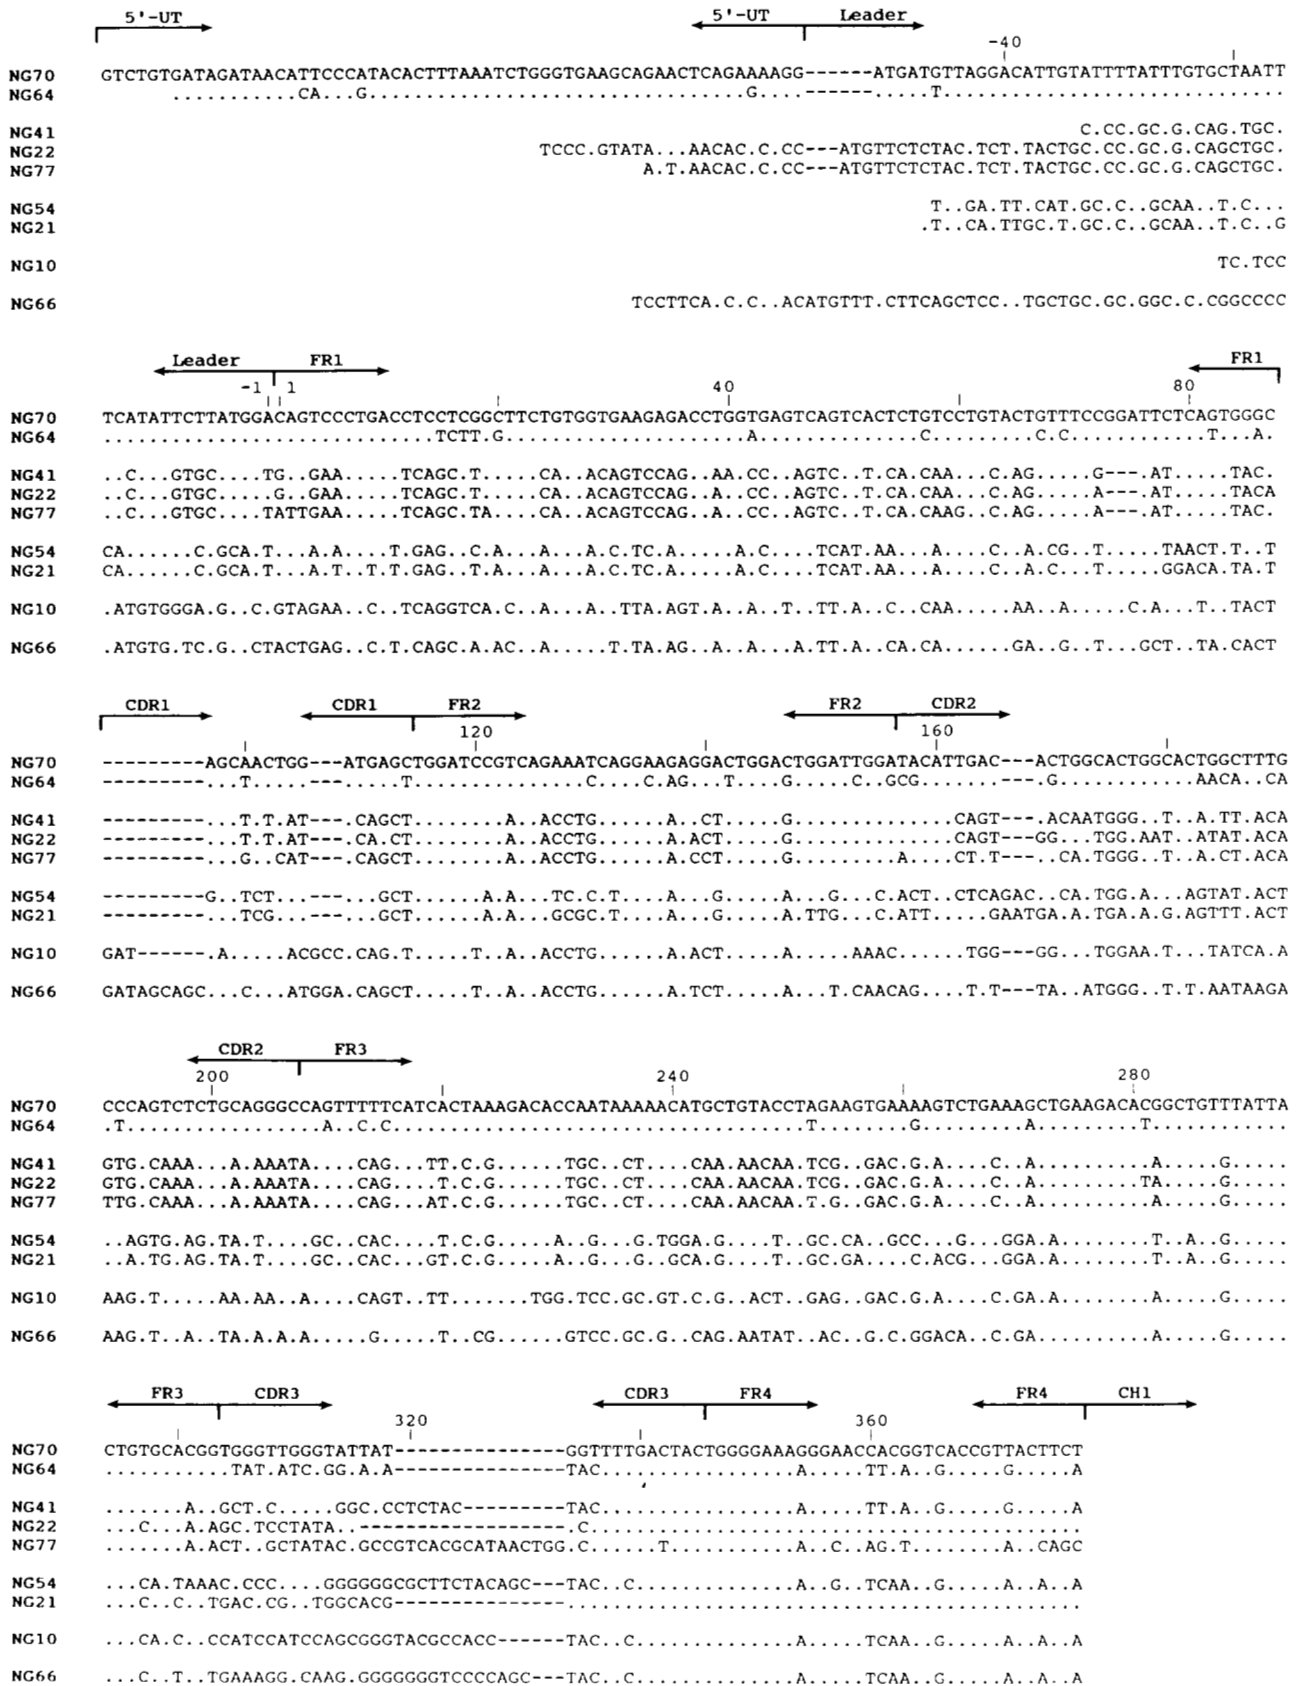 5'-UT 5'-UT Leader
-40
NG70 GTCTGTGATAGATAACATTCCCATACACTTTAAATCTGGGTGAAGCAGAACTCAGAAAAGG------ATGATGTTAGGACATTGTATTTTATTTGTGCTAATT
NG64 ...........CA...G..................................G....------.....T..............................
NG41 C.CC.GC.G.CAG.TGC.
NG22 TCCC.GTATA...AACAC.C.CC---ATGTTCTCTAC.TCT.TACTGC.CC.GC.G.CAGCTGC.
NG77 A.T.AACAC.C.CC---ATGTTCTCTAC.TCT.TACTGC.CC.GC.G.CAGCTGC.
NG54 T..GA.TT.CAT.GC.C..GCAA..T.C...
NG21 .T..CA.TTGC.T.GC.C..GCAA..T.C..G
NG10 TC.TCC
NG66 TCCTTCA.C.C..ACATGTTT.CTTCAGCTCC..TGCTGC.GC.GGC.C.CGGCCCC
Leader FR1 FR1
-1 1 40 80
NG70 TCATATTCTTATGGACAGTCCCTGACCTCCTCGGCTTCTGTGGTGAAGAGACCTGGTGAGTCAGTCACTCTGTCCTGTACTGTTTCCGGATTCTCAGTGGGC
NG64 .............................TCTT.G.....................A..............C.........C.C............T...A.
NG41 ..C...GTGC....TG..GAA.....TCAGC.T.....CA..ACAGTCCAG..AA.CC..AGTC..T.CA.CAA...C.AG.....G---.AT.....TAC.
NG22 ..C...GTGC.....G..GAA.....TCAGC.T.....CA..ACAGTCCAG..A..CC..AGTC..T.CA.CAA...C.AG.....A---.AT.....TACA
NG77 ..C...GTGC....TATTGAA.....TCAGC.TA....CA..ACAGTCCAG..A..CC..AGTC..T.CA.CAAG..C.AG.....A---.AT.....TAC.
NG54 CA......C.GCA.T...A.A....T.GAG..C.A...A...A.C.TC.A.....A.C....TCAT.AA...A....C..A.CG..T.....TAACT.T..T
NG21 CA......C.GCA.T...A.T..T.T.GAG..T.A...A...A.C.TC.A.....A.C....TCAT.AA...A....C..A.C...T.....GGACA.TA.T
NG10 .ATGTGGGA.G..C.GTAGAA..C..TCAGGTCA.C..A...A..TTA.AGT.A..A..T..TT.A..C..CAA.....AA..A.....C.A...T..TACT
NG66 .ATGTG.TC.G..CTACTGAG..C.T.CAGC.A.AC..A.....T.TA.AG..A..A...A.TT.A..CA.CA......GA..G..T...GCT..TA.CACT
CDR1 CDR1 FR2 FR2 CDR2
120 160
NG70 ---------AGCAACTGG---ATGAGCTGGATCCGTCAGAAATCAGGAAGAGGACTGGACTGGATTGGATACATTGAC---ACTGGCACTGGCACTGGCTTTG
NG64 ---------...T.....---.....T...............C....C.AG...T....G.....C..GCG.......---.G............AACA..CA
NG41 ---------...T.T.AT---.CAGCT........A..ACCTG......A..CT.....G..............CAGT---.ACAATGGG..T..A.TT.ACA
NG22 ---------...T.T.AT---.CA.CT........A..ACCTG......A.ACT.....G..............CAGT---GG...TGG.AAT..ATAT.ACA
NG77 ---------...G..CAT---.CAGCT........A..ACCTG......A.CCT.....G.........A....CT.T---..CA.TGGG..T..A.CT.ACA
NG54 ---------G..TCT...---...GCT......A.A...TC.C.T....A...G.....A...G...C.ACT..CTCAGAC..CA.TGG.A...AGTAT.ACT
NG21 ---------...TCG...---...GCT......A.A...GCGC.T....A...G.....A.TTG...C.ATT.....GAATGA.A.TGA.A.G.AGTTT.ACT
NG10 GAT------.A.....ACGCC.CAG.T.....T..A..ACCTG......A.ACT.....A.....AAAC......TGG---GG...TGGAA.T...TATCA.A
NG66 GATAGCAGC...C...ATGGA.CAGCT.....T..A..ACCTG......A.TCT.....A...T.CAACAG....T.T---TA..ATGGG..T.T.AATAAGA
CDR2 FR3
200 240 280
NG70 CCCAGTCTCTGCAGGGCCAGTTTTTCATCACTAAAGACACCAATAAAAACATGCTGTACCTAGAAGTGAAAAGTCTGAAAGCTGAAGACACGGCTGTTTATTA
NG64 .T.................A..C.C....................................T........G.........A..........T............
NG41 GTG.CAAA...A.AAATA....CAG...TT.C.G......TGC..CT....CAA.AACAA.TCG..GAC.G.A....C..A..........A.....G.....
NG22 GTG.CAAA...A.AAATA....CAG....T.C.G......TGC..CT....CAA.AACAA.TCG..GAC.G.A....C..A.........TA.....G.....
NG77 TTG.CAAA...A.AAATA....CAG...AT.C.G......TGC..CT....CAA.AACAA.T.G..GAC.G.A....C..A..........A.....G.....
NG54 ..AGTG.AG.TA.T....GC..CAC....T.C.G.....A..G...G.TGGA.G....T..GC.CA..GCC...G...GGA.A........T..A..G.....
NG21 ..A.TG.AG.TA.T....GC..CAC...GT.C.G.....A..G...G..GCA.G....T..GC.GA....C.ACG...GGA.A........T..A..G.....
NG10 AAG.T.....AA.AA..A....CAGT..TT.......TGG.TCC.GC.GT.C.G..ACT..GAG..GAC.G.A....C.GA.A........A.....G.....
NG66 AAG.T..A..TA.A.A.A.....G.....T..CG......GTCC.GC.G..CAG.AATAT..AC..G.C.GGACA..C.GA..........A.....G.....
FR3 CDR3 CDR3 FR4 FR4 CH1
320 360
NG70 CTGTGCACGGTGGGTTGGGTATTAT---------------GGTTTTGACTACTGGGGAAAGGGAACCACGGTCACCGTTACTTCT
NG64 ...........TAT.ATC.GG.A.A---------------TAC.................A.....TT.A..G.....G.....A
NG41 .......A..GCT.C.....GGC.CCTCTAC---------TAC.................A.....TT.A..G.....G.....A
NG22 ...C...A.AGC.TCCTATA..------------------.C...........................................
NG77 .......A.ACT..GCTATAC.GCCGTCACGCATAACTGG.C......T...........A..C..AG.T........A..CAGC
NG54 ...CA.TAAAC.CCC....GGGGGGCGCTTCTACAGC---TAC..C..............A..G..TCAA..G.....A..A..A
NG21 ...C..C..TGAC.CG..TGGCACG---------------.............................................
NG10 ...CA.C..CCATCCATCCAGCGGGTACGCCACC------TAC..C..............A.....TCAA..G.....A..A..A
NG66 ...C..T..TGAAAGG.CAAG.GGGGGGGTCCCCAGC---TAC..C..............A.....TCAA..G.....A..A..A